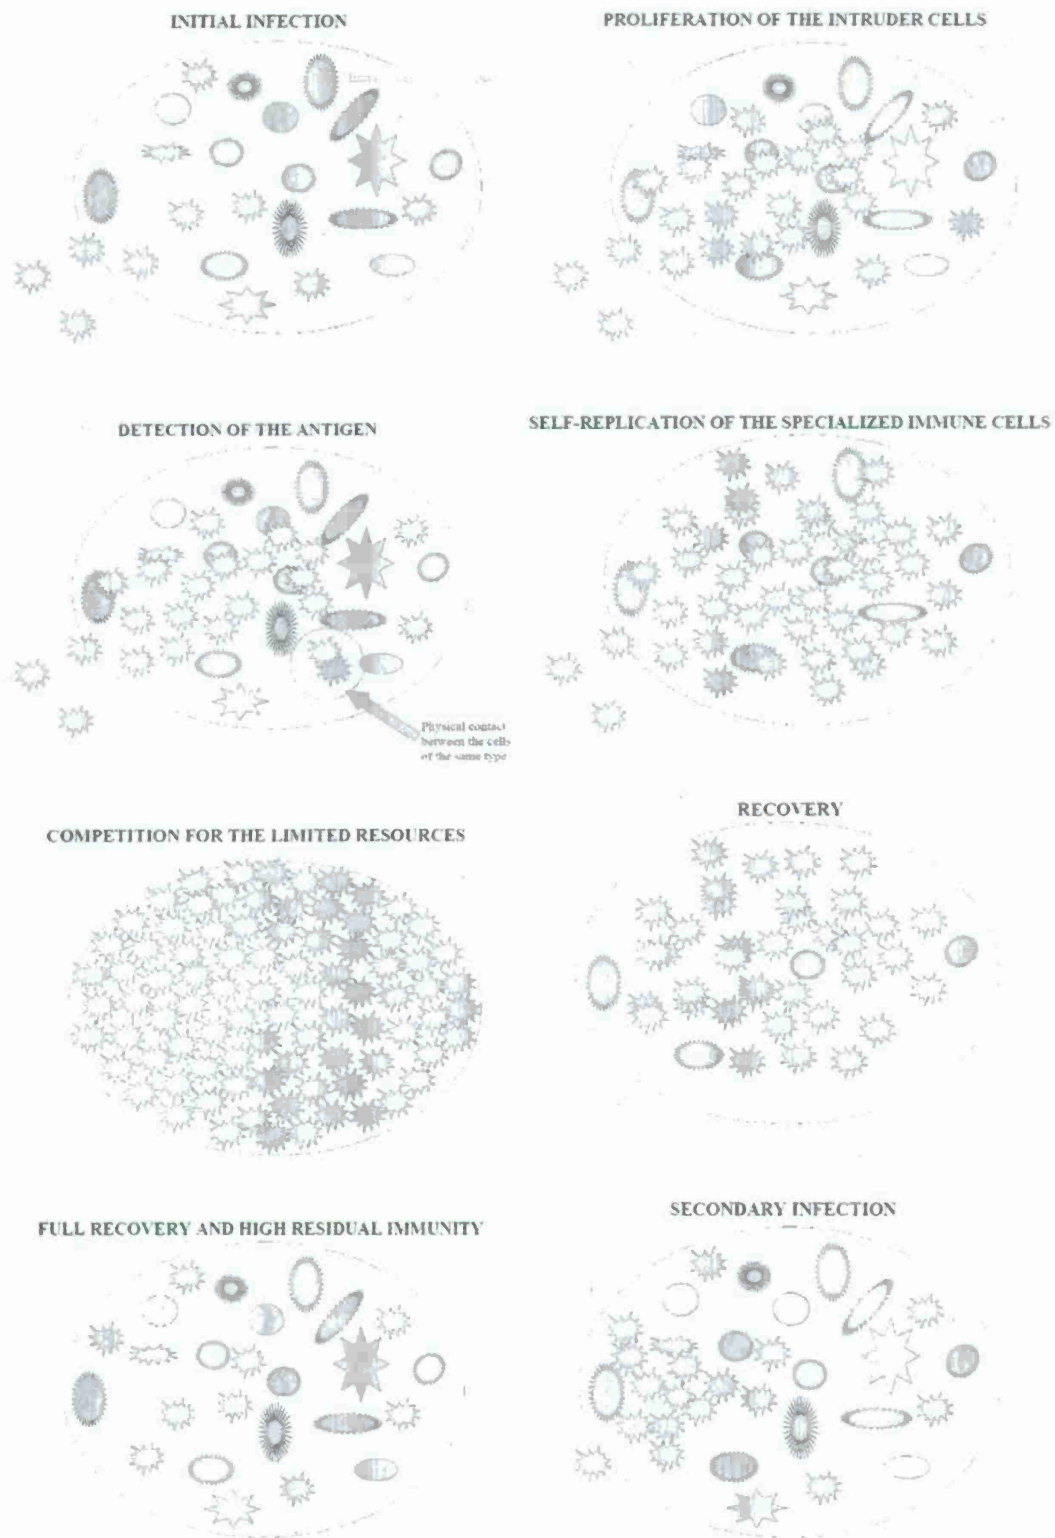 INITIAL INFECTION
PROLIFERATION OF THE INTRUDER CELLS
DETECTION OF THE ANTIGEN
SELF-REPLICATION OF THE SPECIALIZED IMMUNE CELLS
Physical contact
between the cells
of the same type
COMPETITION FOR THE LIMITED RESOURCES
RECOVERY
FULL RECOVERY AND HIGH RESIDUAL IMMUNITY
SECONDARY INFECTION